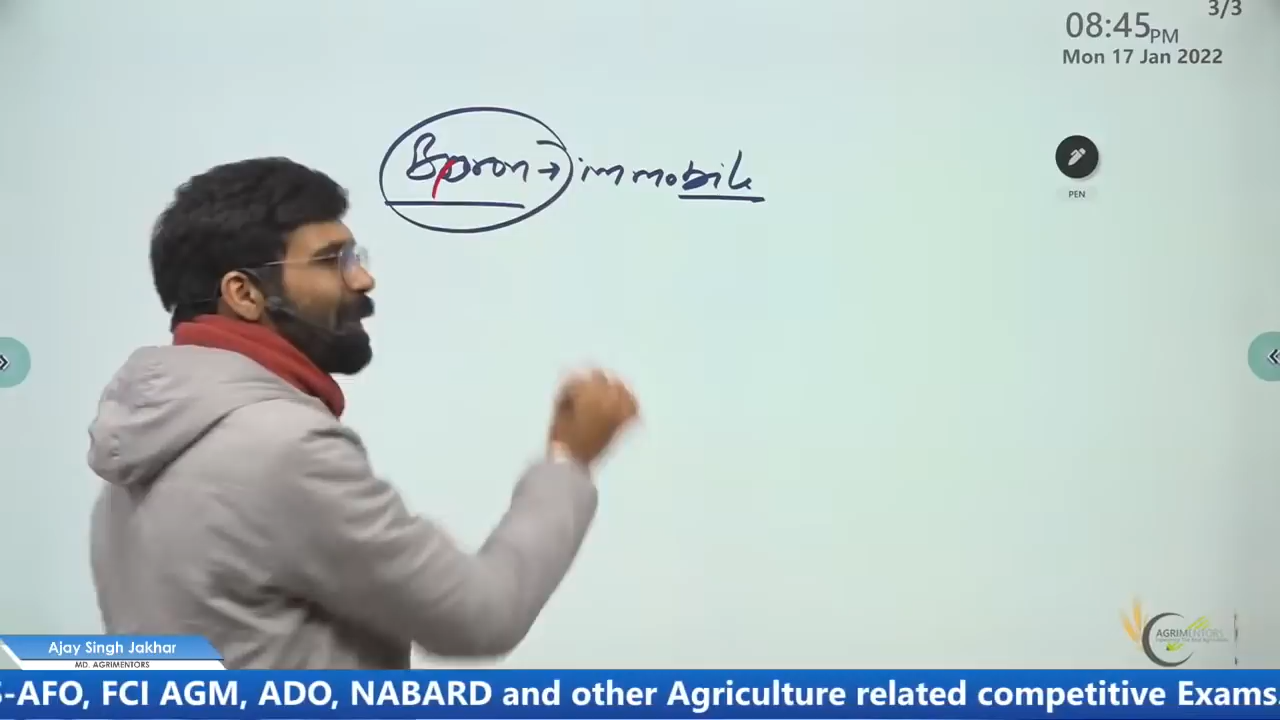 3/3
08:45PM
Mon 17 Jan 2022
Boron → immobile
PEN
AGRIMENTORS
Ajay Singh Jakhar
MD. AGRIMENTORS
S-AFO, FCI AGM, ADO, NABARD and other Agriculture related competitive Exams.